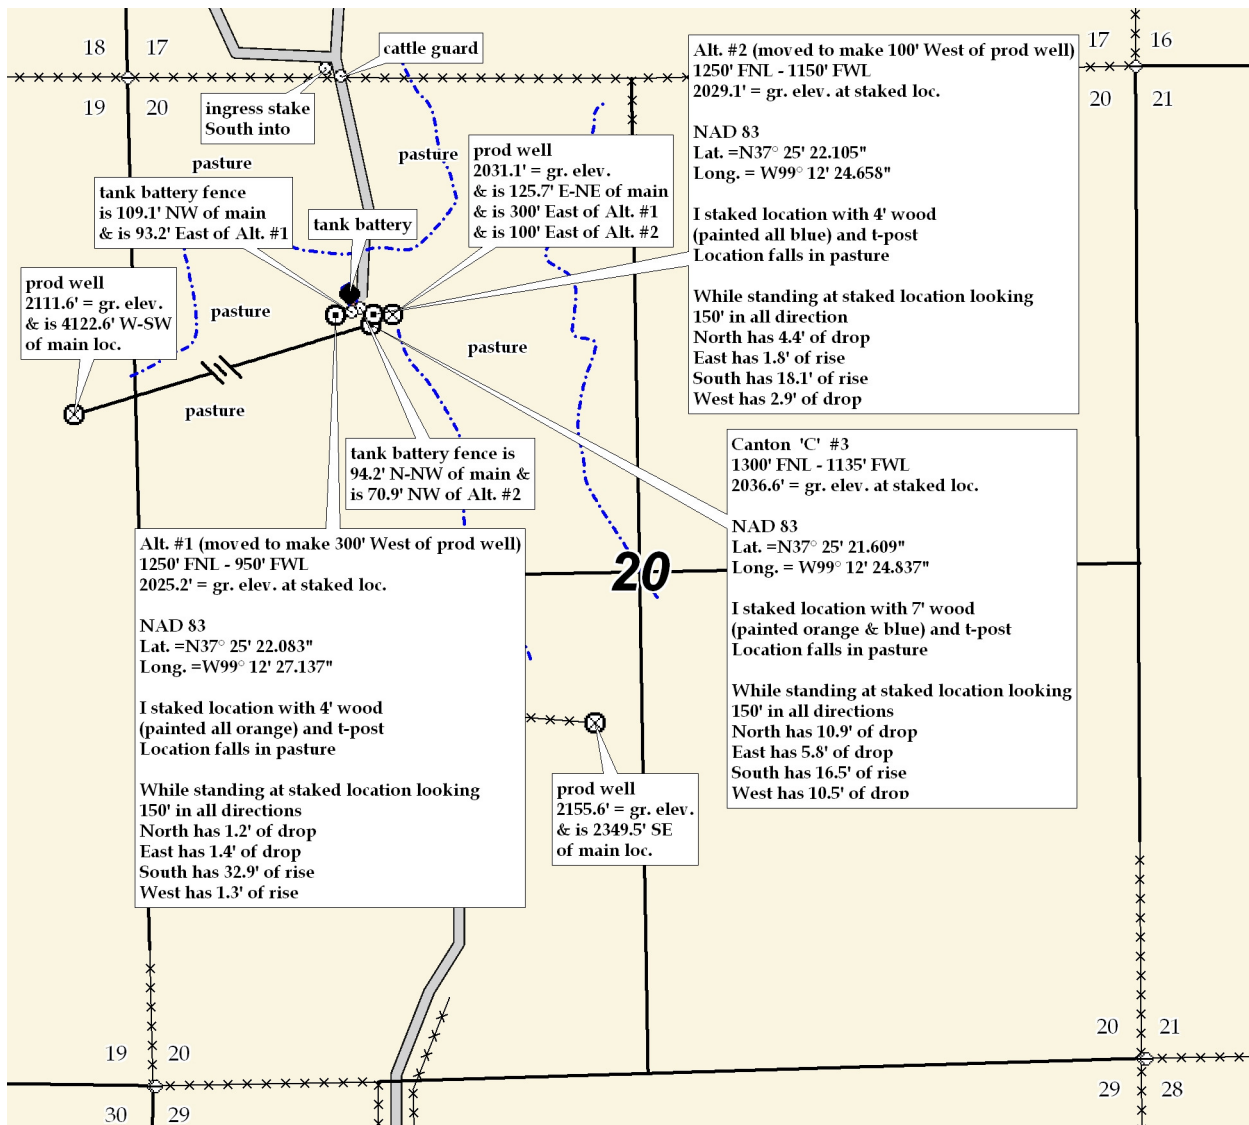 18 17
19 20
cattle guard
ingress stake
South into
pasture
pasture
17 16
20 21
Alt. #2 (moved to make 100' West of prod well)
1250' FNL - 1150' FWL
2029.1' = gr. elev. at staked loc.
NAD 83
Lat. =N37° 25' 22.105"
Long. = W99° 12' 24.658"
I staked location with 4' wood
(painted all blue) and t-post
Location falls in pasture
While standing at staked location looking
150' in all direction
North has 4.4' of drop
East has 1.8' of rise
South has 18.1' of rise
West has 2.9' of drop
prod well
2031.1' = gr. elev.
& is 125.7' E-NE of main
& is 300' East of Alt. #1
& is 100' East of Alt. #2
tank battery fence
is 109.1' NW of main
& is 93.2' East of Alt. #1
tank battery
prod well
2111.6' = gr. elev.
& is 4122.6' W-SW
of main loc.
pasture
pasture
pasture
tank battery fence is
94.2' N-NW of main &
is 70.9' NW of Alt. #2
Canton 'C' #3
1300' FNL - 1135' FWL
2036.6' = gr. elev. at staked loc.
NAD 83
Lat. =N37° 25' 21.609"
Long. = W99° 12' 24.837"
I staked location with 7' wood
(painted orange & blue) and t-post
Location falls in pasture
While standing at staked location looking
150' in all directions
North has 10.9' of drop
East has 5.8' of drop
South has 16.5' of rise
West has 10.5' of drop
Alt. #1 (moved to make 300' West of prod well)
1250' FNL - 950' FWL
2025.2' = gr. elev. at staked loc.
NAD 83
Lat. =N37° 25' 22.083"
Long. =W99° 12' 27.137"
I staked location with 4' wood
(painted all orange) and t-post
Location falls in pasture
While standing at staked location looking
150' in all directions
North has 1.2' of drop
East has 1.4' of drop
South has 32.9' of rise
West has 1.3' of rise
20
prod well
2155.6' = gr. elev.
& is 2349.5' SE
of main loc.
19 20
30 29
20 21
29 28